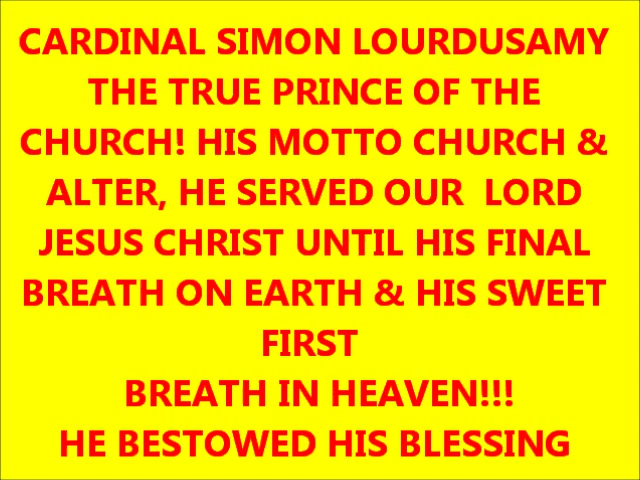 CARDINAL SIMON LOURDUSAMY
THE TRUE PRINCE OF THE
CHURCH! HIS MOTTO CHURCH &
ALTER, HE SERVED OUR  LORD
JESUS CHRIST UNTIL HIS FINAL
BREATH ON EARTH & HIS SWEET
FIRST
BREATH IN HEAVEN!!!
HE BESTOWED HIS BLESSING